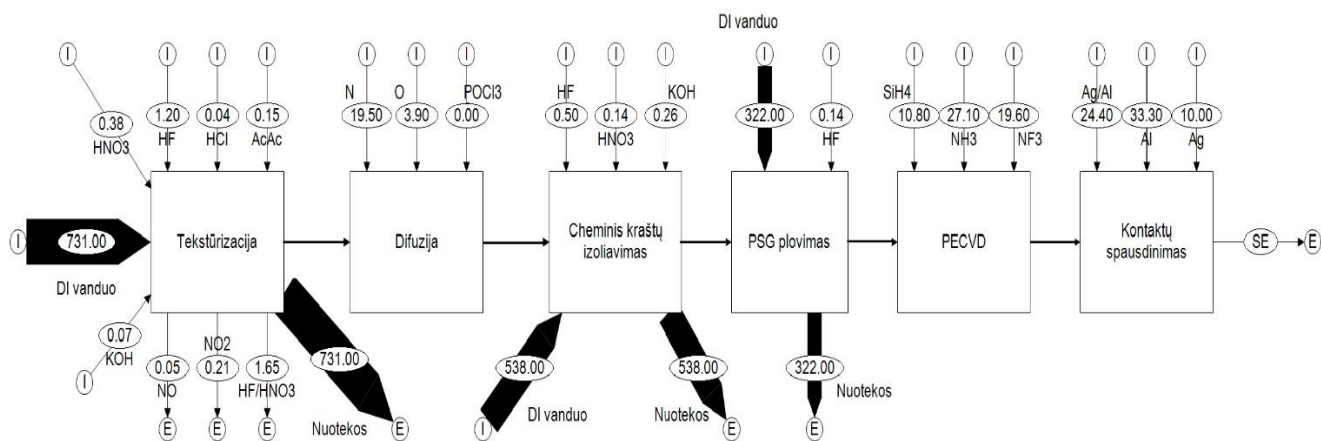 DI vanduo
I I I I I I I I I I I I I I I I I
N O POCl3 HF KOH SiH4 Ag/Al
0.38 1.20 0.04 0.15 19.50 3.90 0.00 0.50 0.14 0.26 322.00 0.14 10.80 27.10 19.60 24.40 33.30 10.00
HNO3 HF HCl AcAc HNO3 HF NH3 NF3 Al Ag
I 731.00 Tekstūrizacija Difuzija Cheminis kraštų PSG plovimas PECVD Kontaktų SE E
izoliavimas spausdinimas
DI vanduo
0.07
KOH
I
NO2
0.05 0.21 1.65 731.00 538.00 538.00 322.00
NO HF/HNO3
DI vanduo Nuotekos Nuotekos
E E E Nuotekos E I E E